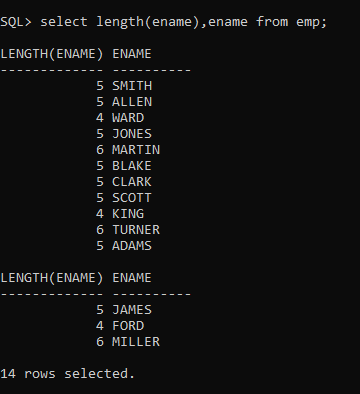 SQL> select length(ename),ename from emp;
LENGTH(ENAME) ENAME
------------- ----------
5 SMITH
5 ALLEN
4 WARD
5 JONES
6 MARTIN
5 BLAKE
5 CLARK
5 SCOTT
4 KING
6 TURNER
5 ADAMS
LENGTH(ENAME) ENAME
------------- ----------
5 JAMES
4 FORD
6 MILLER
14 rows selected.